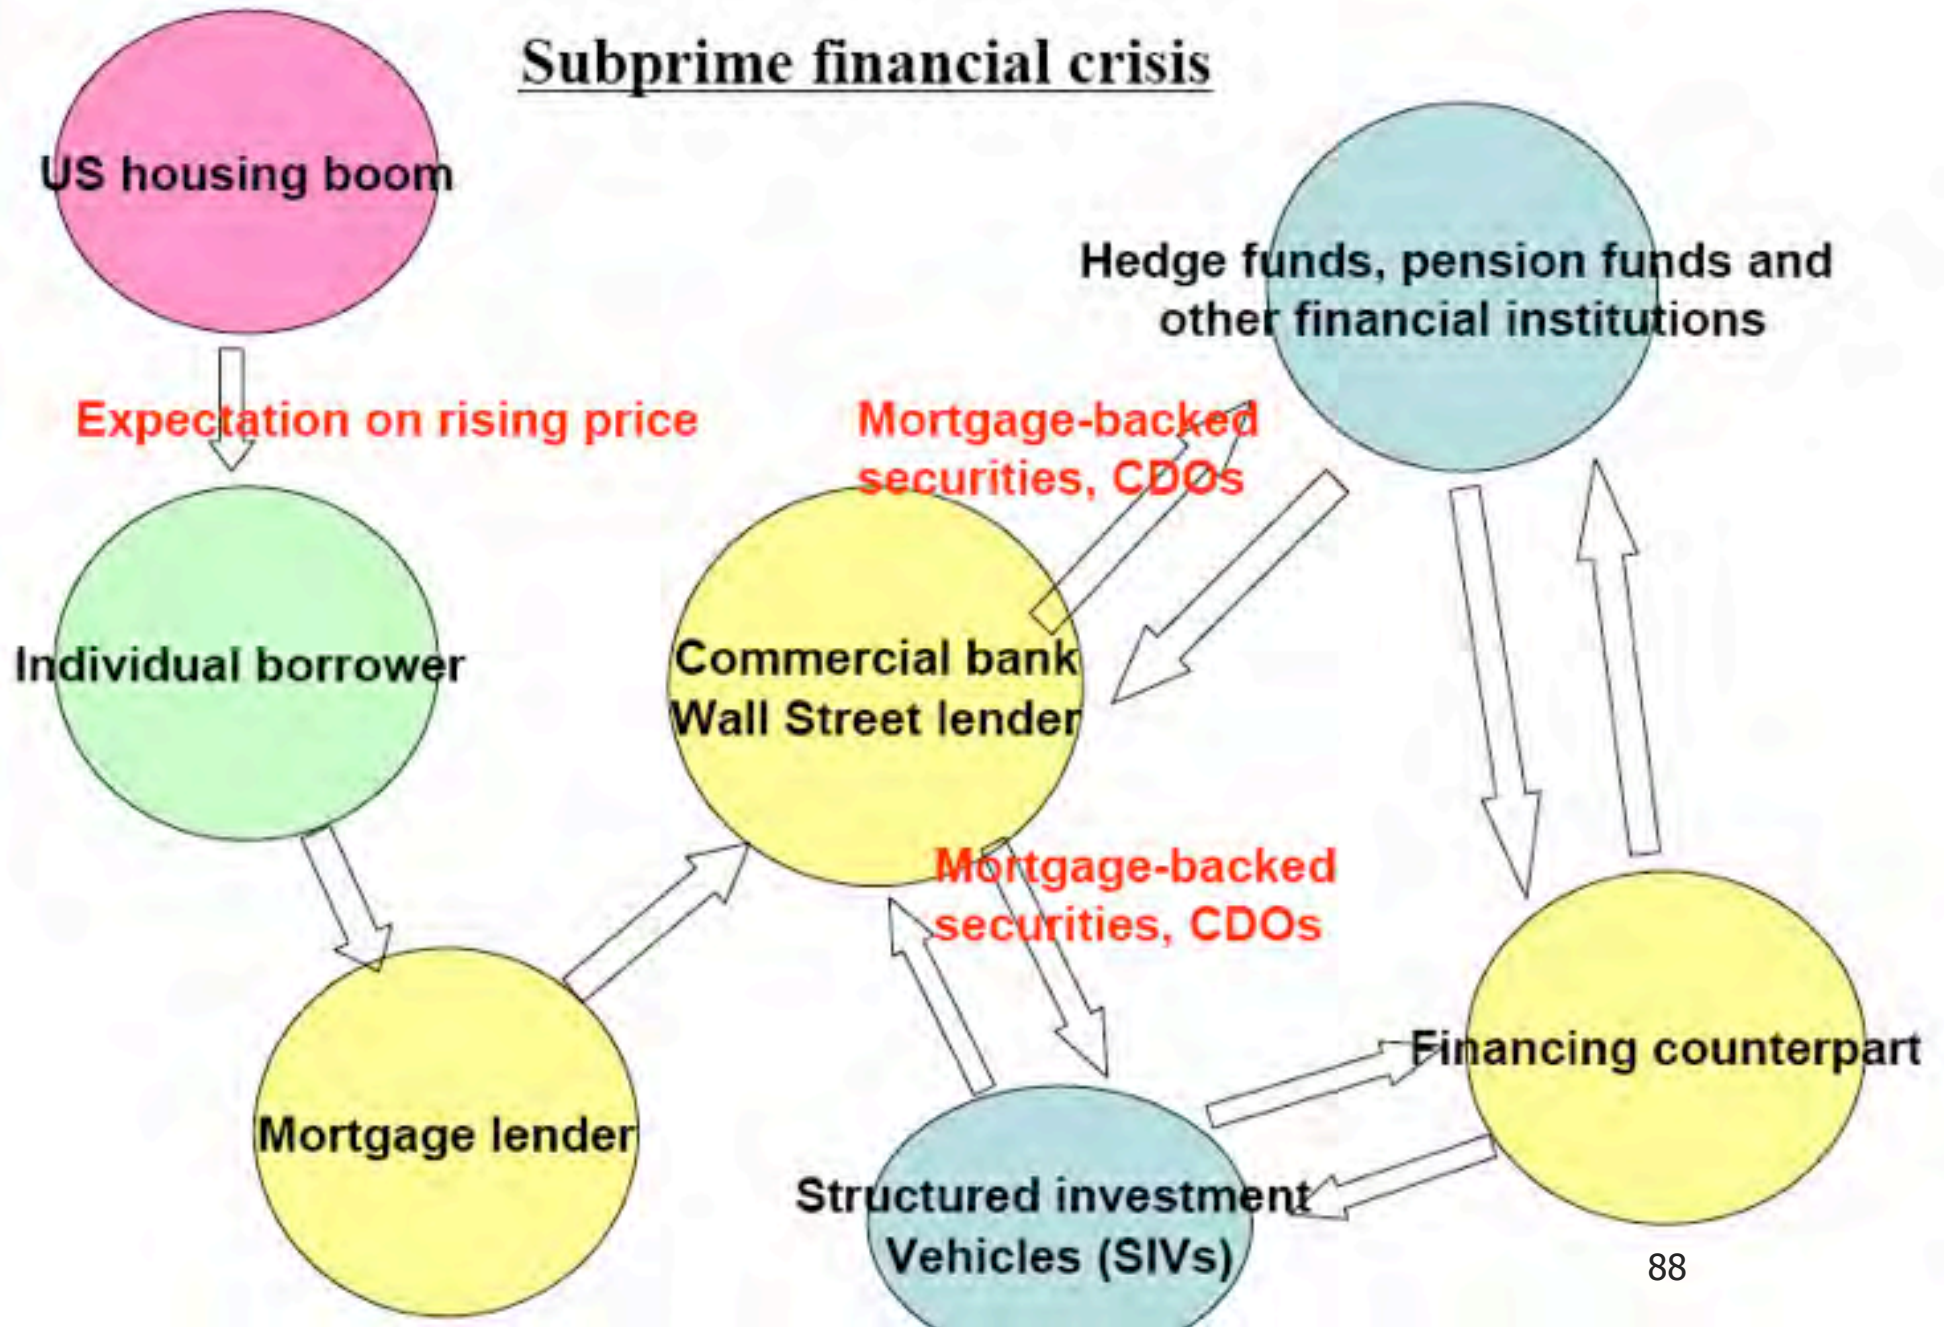 Subprime financial crisis
US housing boom
Hedge funds, pension funds and
other financial institutions
Expectation on rising price
Mortgage-backed
securities, CDOs
Individual borrower
Commercial bank
Wall Street lender
Mortgage-backed
securities, CDOs
Financing counterpart
Mortgage lender
Structured investment
Vehicles (SIVs)
88